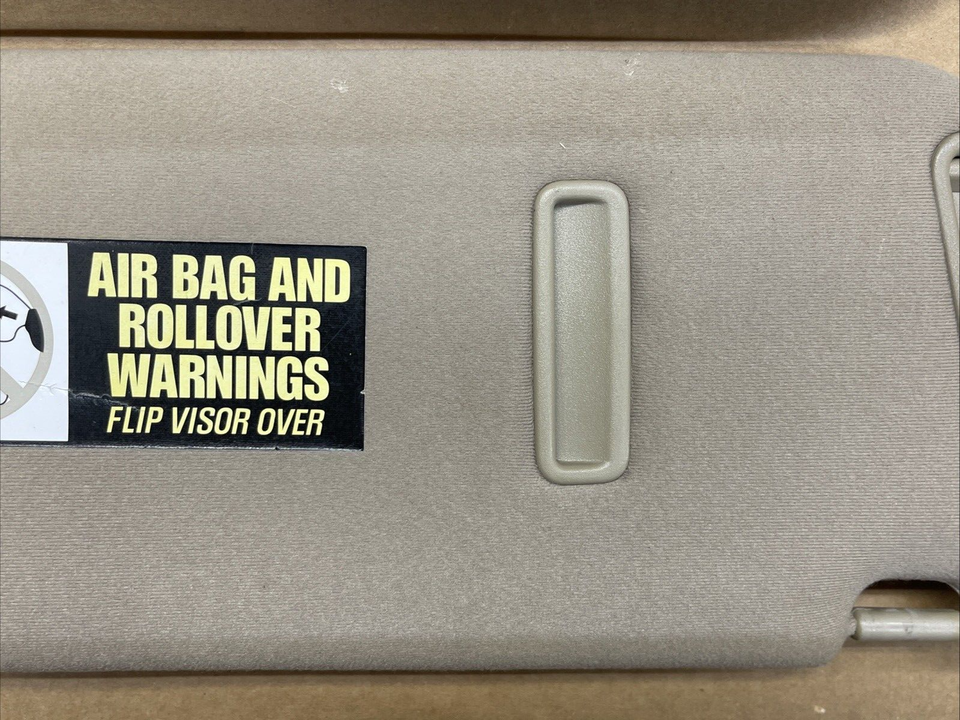 AIR BAG AND
ROLLOVER
WARNINGS
FLIP VISOR OVER